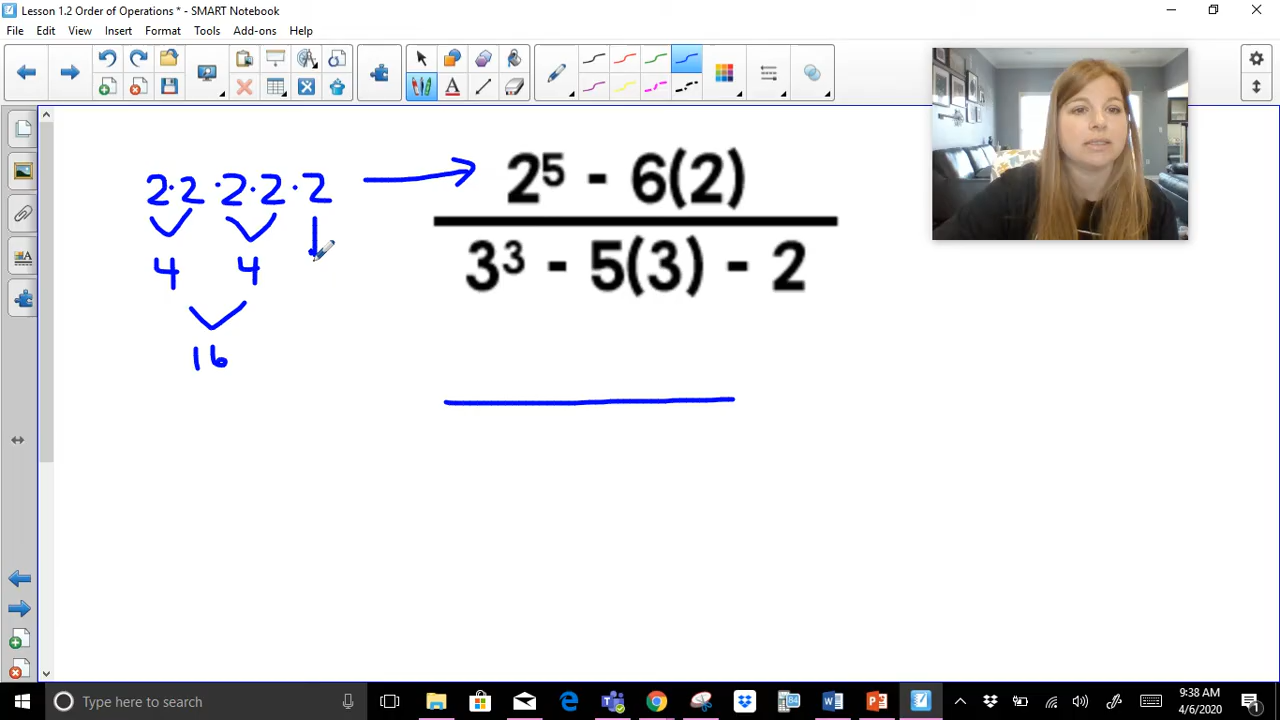 Lesson 1.2 Order of Operations * - SMART Notebook
File Edit View Insert Format Tools Add-ons Help
2·2·2·2·2
4 4
16
2⁵ - 6(2)
3³ - 5(3) - 2
Type here to search
9:38 AM
4/6/2020
1